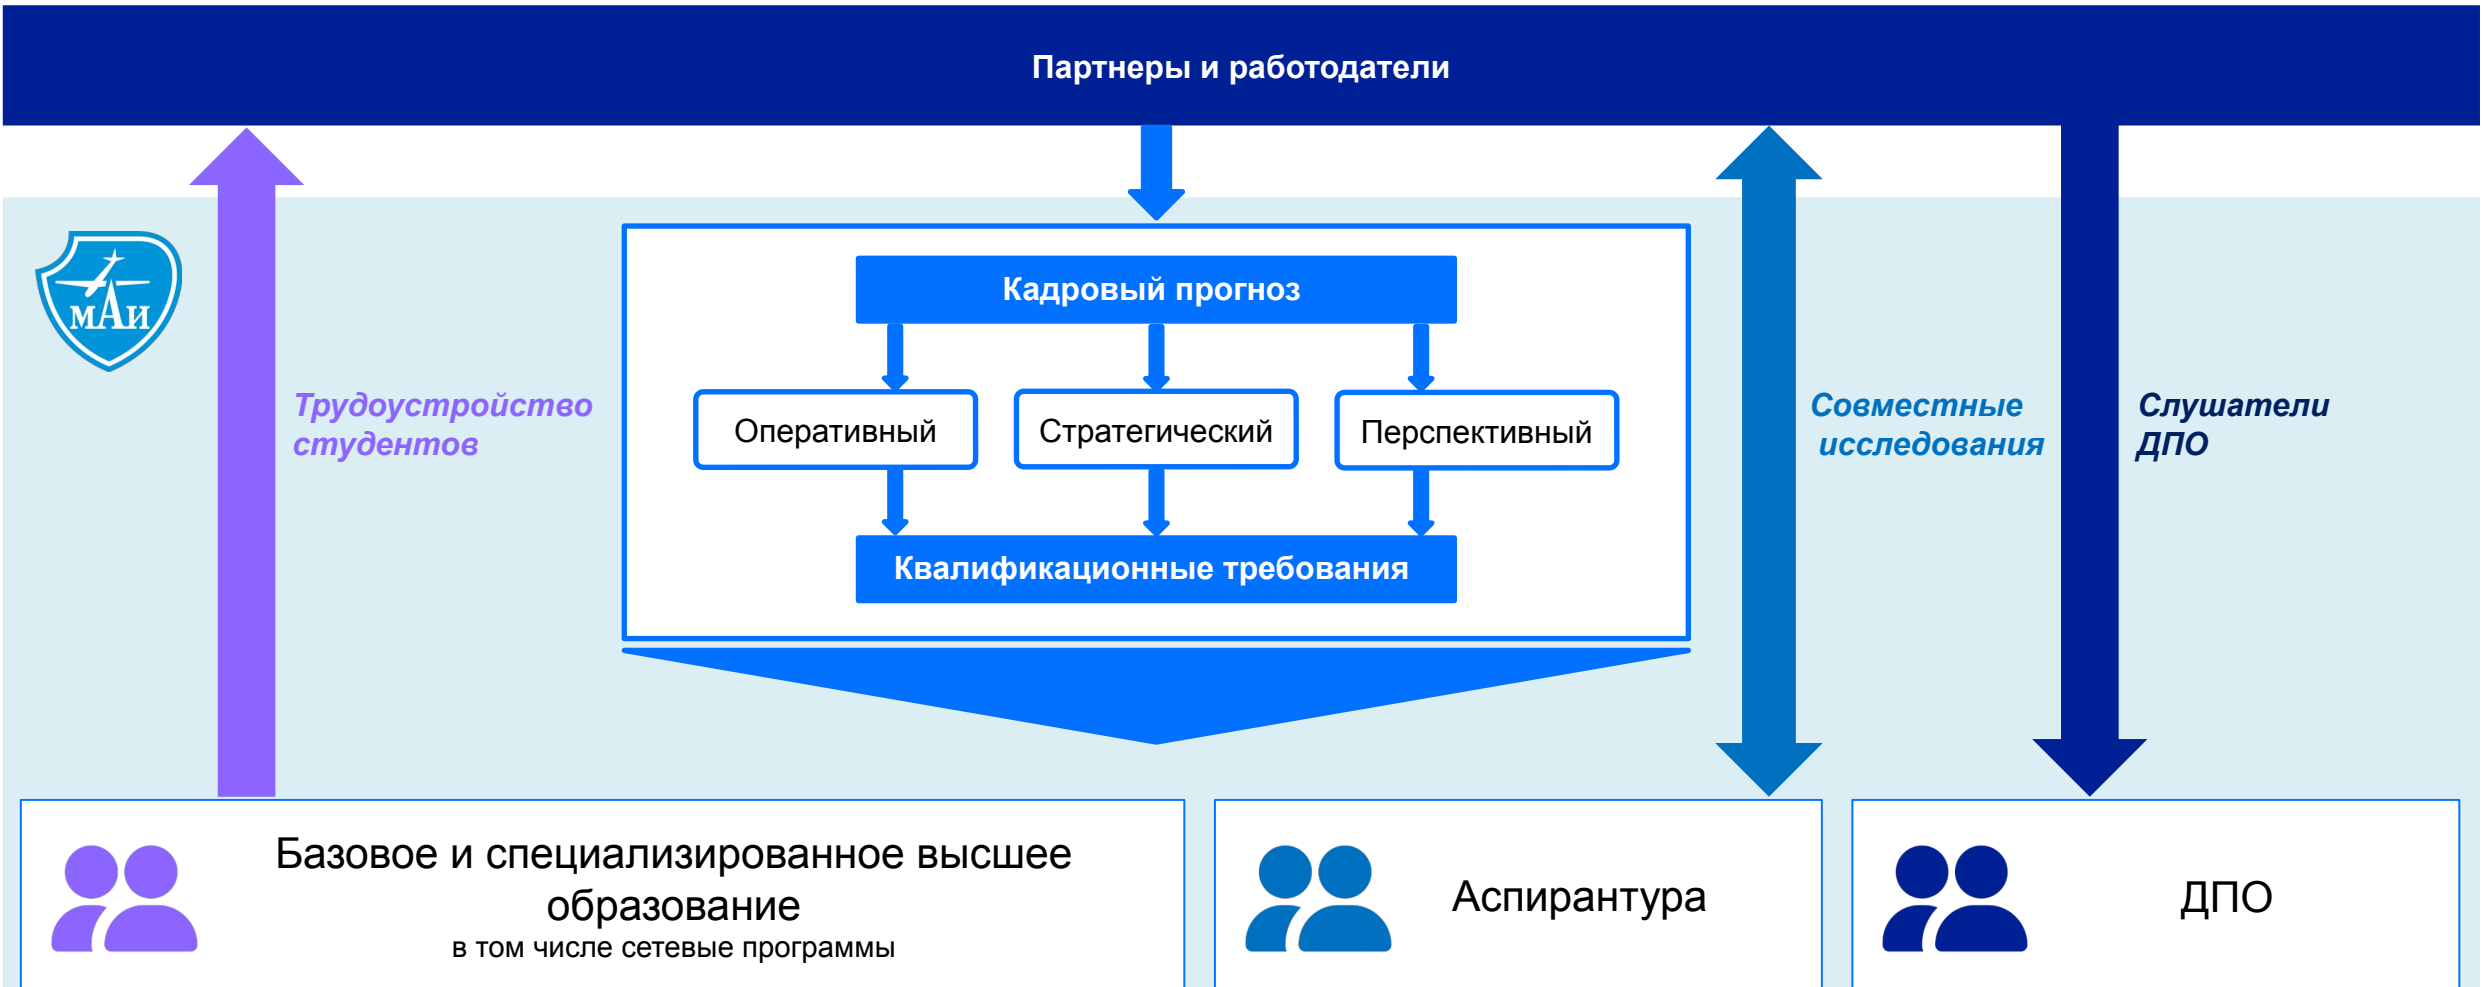 Партнеры и работодатели
мАи
Кадровый прогноз
Оперативный
Стратегический
Перспективный
Квалификационные требования
Трудоустройство
студентов
Совместные
исследования
Слушатели
ДПО
Базовое и специализированное высшее
образование
в том числе сетевые программы
Аспирантура
ДПО